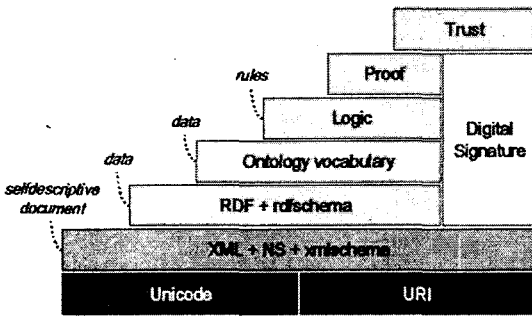 Trust
Proof
rules
Logic
data
Digital
Signature
Ontology vocabulary
data
RDF + rdfschema
selfdescriptive
document
XML + NS + xmlschema
Unicode
URI